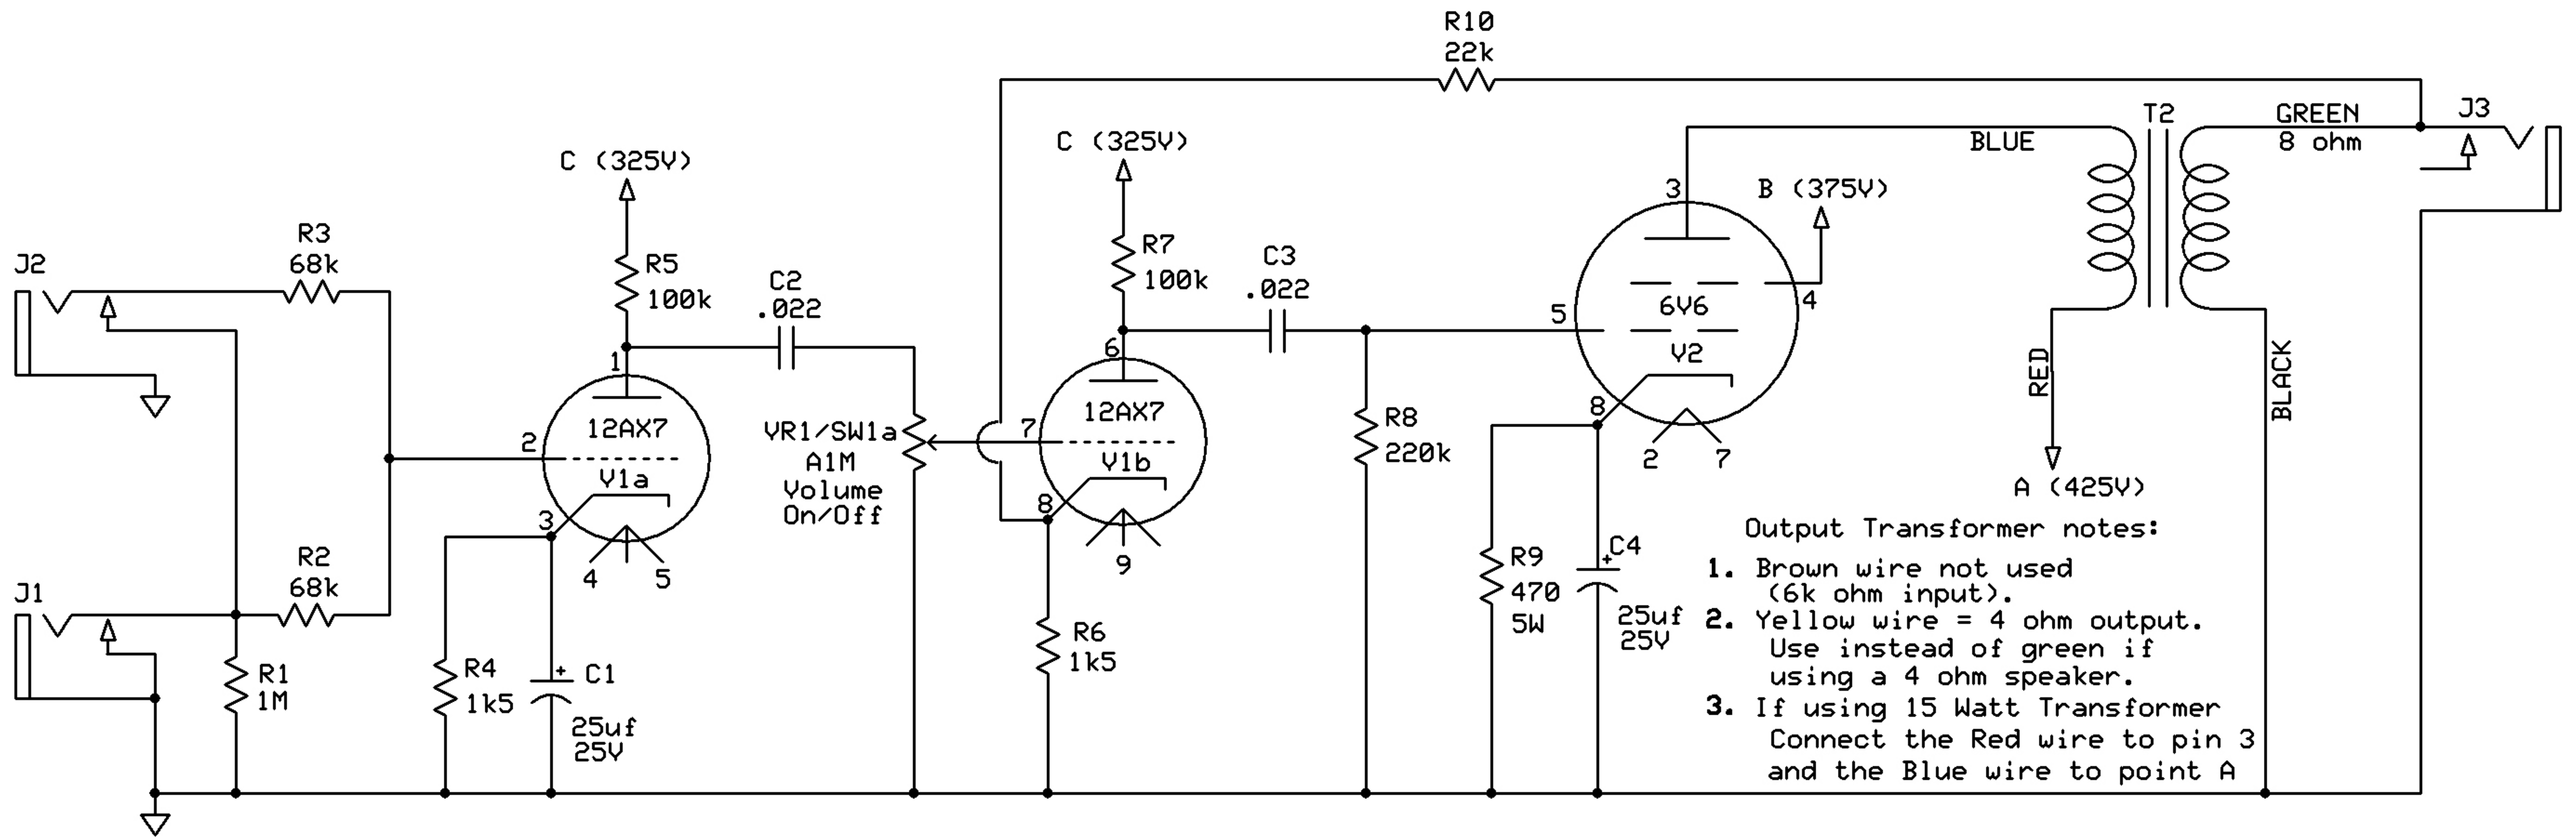 R10
22k
C (325V)
C (325V)
T2
GREEN
8 ohm
J3
BLUE
B (375V)
3
4
5
6V6
V2
8
2
7
J2
R3
68k
R5
100k
C2
.022
1
2
12AX7
V1a
3
4
5
VR1/SW1a
A1M
Volume
On/Off
R7
100k
C3
.022
6
7
12AX7
V1b
8
9
R8
220k
RED
BLACK
A (425V)
J1
R2
68k
R1
1M
R4
1k5
C1
+
25uf
25V
R6
1k5
R9
470
5W
+
C4
25uf
25V
Output Transformer notes:
1. Brown wire not used
(6k ohm input).
2. Yellow wire = 4 ohm output.
Use instead of green if
using a 4 ohm speaker.
3. If using 15 Watt Transformer
Connect the Red wire to pin 3
and the Blue wire to point A